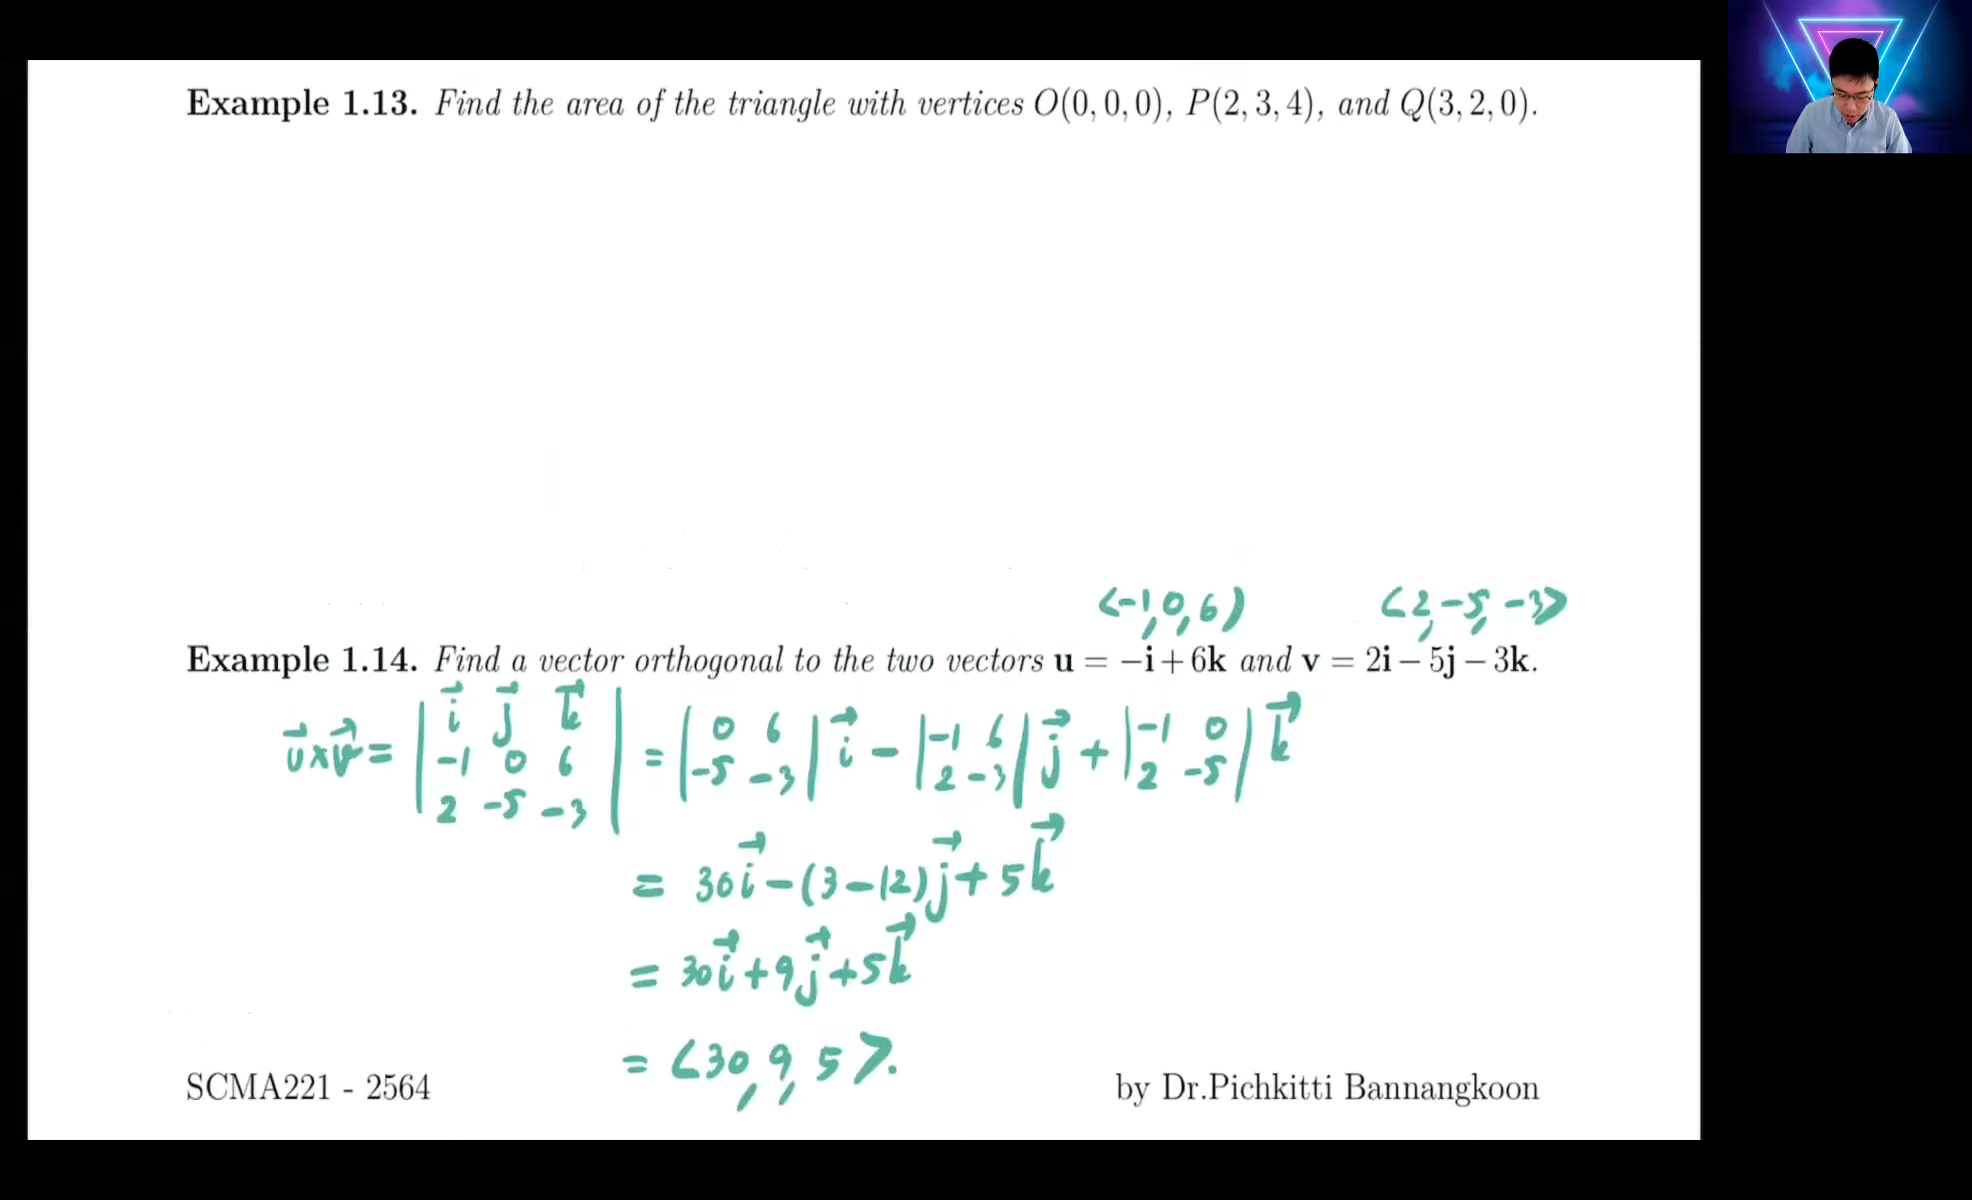 Example 1.13. Find the area of the triangle with vertices O(0, 0, 0), P(2, 3, 4), and Q(3, 2, 0).
<-1, 0, 6) <2, -5, -3>
Example 1.14. Find a vector orthogonal to the two vectors u = −i + 6k and v = 2i − 5j − 3k.
u⃗ × v⃗ = | i⃗ j⃗ k⃗ ; -1 0 6 ; 2 -5 -3 | = | 0 6 ; -5 -3 | i⃗ - | -1 6 ; 2 -3 | j⃗ + | -1 0 ; 2 -5 | k⃗
= 30i⃗ - (3-12)j⃗ + 5k⃗
= 30i⃗ + 9j⃗ + 5k⃗
= <30, 9, 5>.
SCMA221 - 2564 by Dr.Pichkitti Bannangkoon